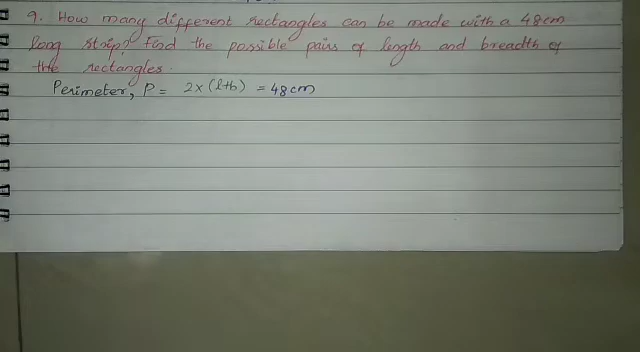 9. How many different rectangles can be made with a 48cm
long strip? Find the possible pairs of length and breadth of
the rectangles.
Perimeter, P = 2×(l+b) = 48cm